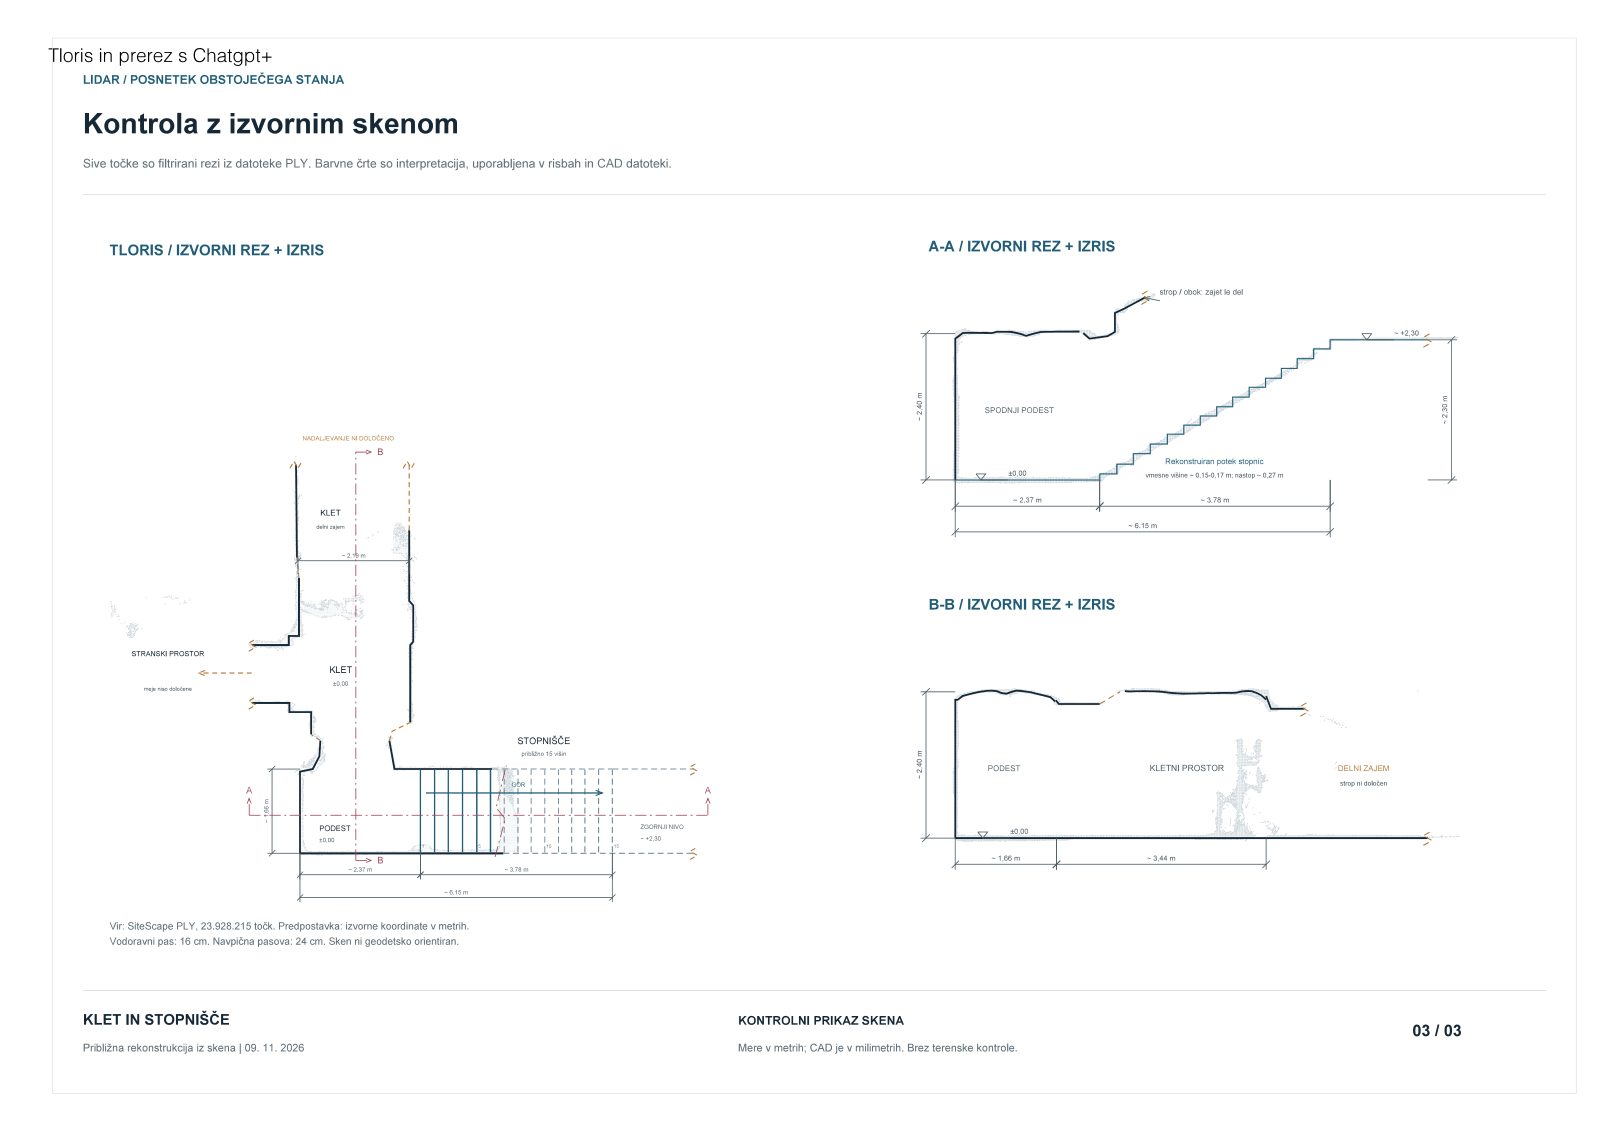 Tloris in prerez s Chatgpt+
LIDAR / POSNETEK OBSTOJEČEGA STANJA
Kontrola z izvornim skenom
Sive točke so filtrirani rezi iz datoteke PLY. Barvne črte so interpretacija, uporabljena v risbah in CAD datoteki.
TLORIS / IZVORNI REZ + IZRIS
NADALJEVANJE NI DOLOČENO
B
KLET
delni zajem
~ 2,19 m
STRANSKI PROSTOR
meje niso določene
KLET
±0,00
STOPNIŠČE
približno 15 višin
GOR
A
A
~ 1,66 m
PODEST
±0,00
ZGORNJI NIVO
~ +2,30
B
~ 2,37 m
~ 3,78 m
~ 6,15 m
Vir: SiteScape PLY, 23.928.215 točk. Predpostavka: izvorne koordinate v metrih.
Vodoravni pas: 16 cm. Navpična pasova: 24 cm. Sken ni geodetsko orientiran.
A-A / IZVORNI REZ + IZRIS
strop / obok: zajet le del
~ +2,30
~ 2,40 m
SPODNJI PODEST
~ 2,30 m
Rekonstruiran potek stopnic
±0,00
vmesne višine ~ 0,15-0,17 m; nastop ~ 0,27 m
~ 2,37 m
~ 3,78 m
~ 6,15 m
B-B / IZVORNI REZ + IZRIS
~ 2,40 m
PODEST
KLETNI PROSTOR
DELNI ZAJEM
strop ni določen
±0,00
~ 1,66 m
~ 3,44 m
KLET IN STOPNIŠČE
Približna rekonstrukcija iz skena | 09. 11. 2026
KONTROLNI PRIKAZ SKENA
Mere v metrih; CAD je v milimetrih. Brez terenske kontrole.
03 / 03